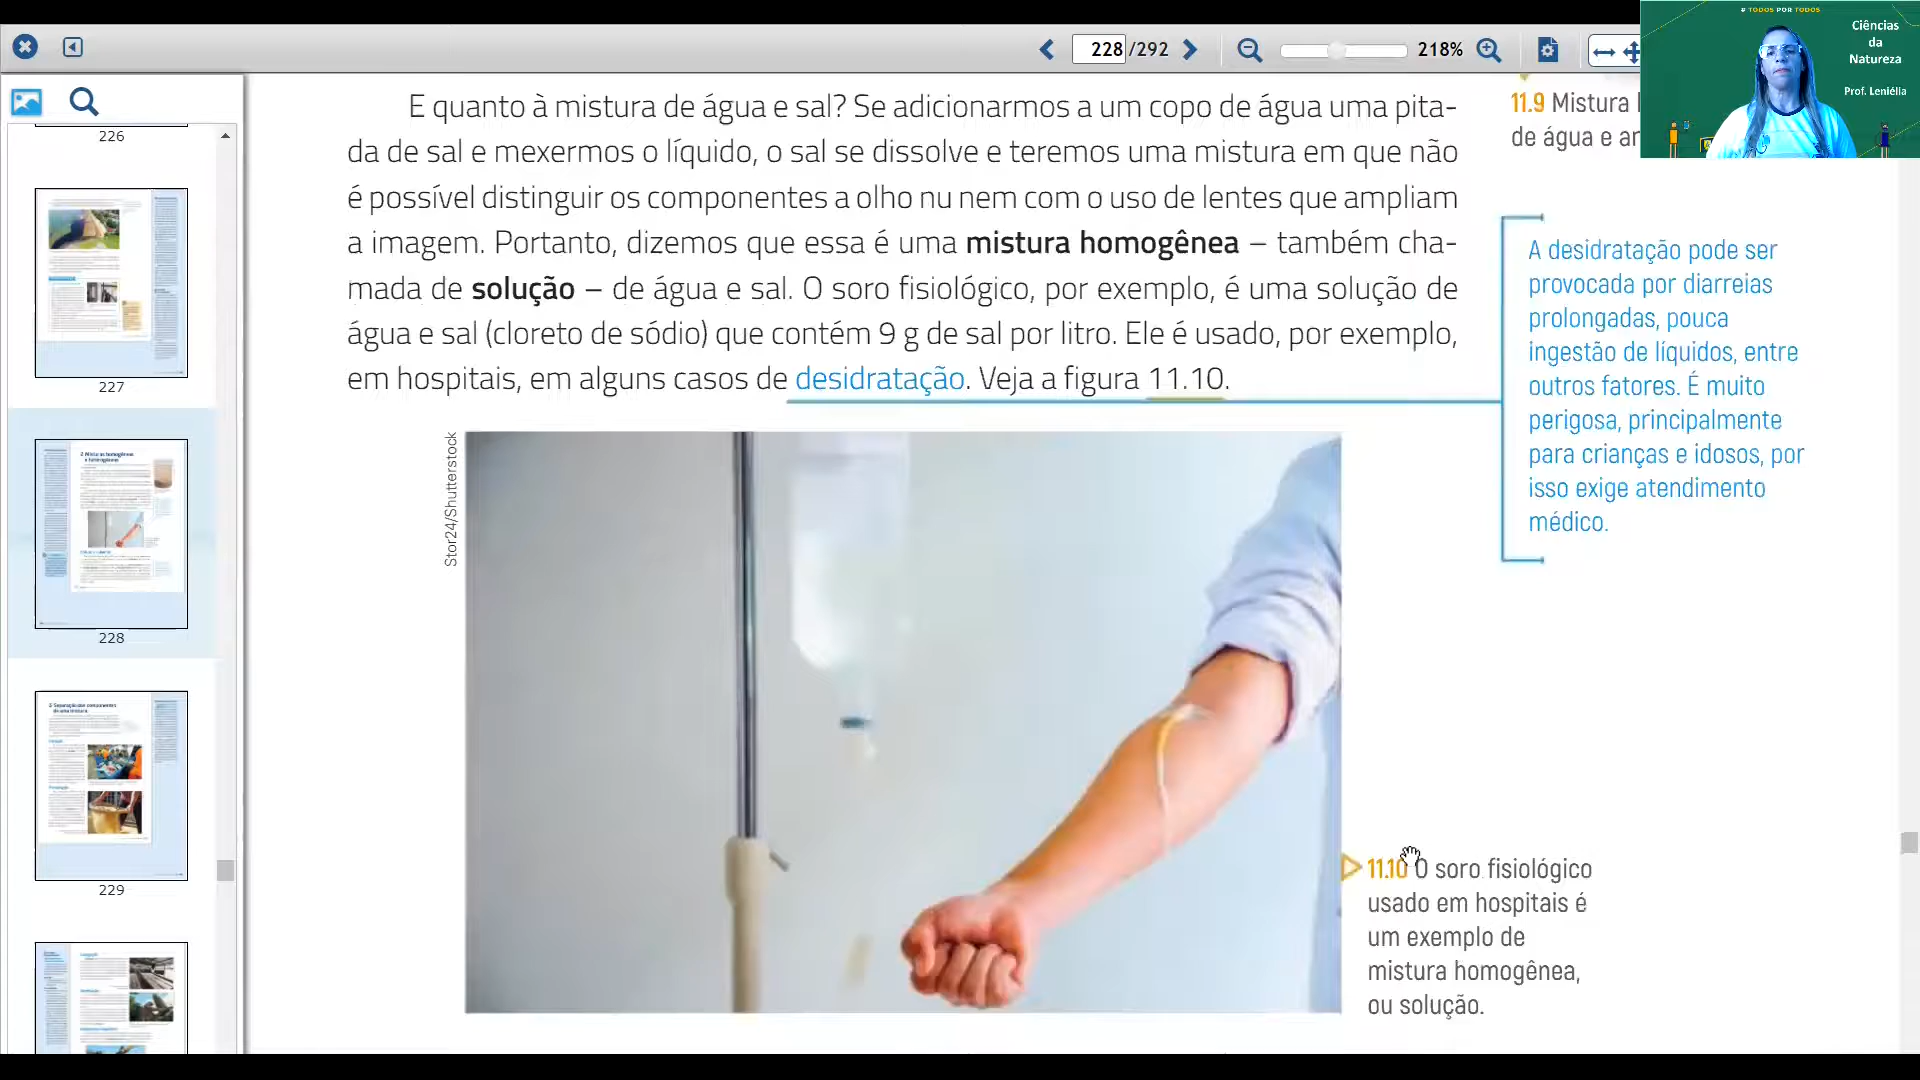 228 /292
218%
# TODOS POR TODOS
Ciências
da
Natureza
Prof. Leniélia
226
227
228
229
E quanto à mistura de água e sal? Se adicionarmos a um copo de água uma pita-
da de sal e mexermos o líquido, o sal se dissolve e teremos uma mistura em que não
é possível distinguir os componentes a olho nu nem com o uso de lentes que ampliam
a imagem. Portanto, dizemos que essa é uma mistura homogênea – também cha-
mada de solução – de água e sal. O soro fisiológico, por exemplo, é uma solução de
água e sal (cloreto de sódio) que contém 9 g de sal por litro. Ele é usado, por exemplo,
em hospitais, em alguns casos de desidratação. Veja a figura 11.10.
11.9 Mistura
de água e
A desidratação pode ser
provocada por diarreias
prolongadas, pouca
ingestão de líquidos, entre
outros fatores. É muito
perigosa, principalmente
para crianças e idosos, por
isso exige atendimento
médico.
Stor24/Shutterstock
11.10 O soro fisiológico
usado em hospitais é
um exemplo de
mistura homogênea,
ou solução.